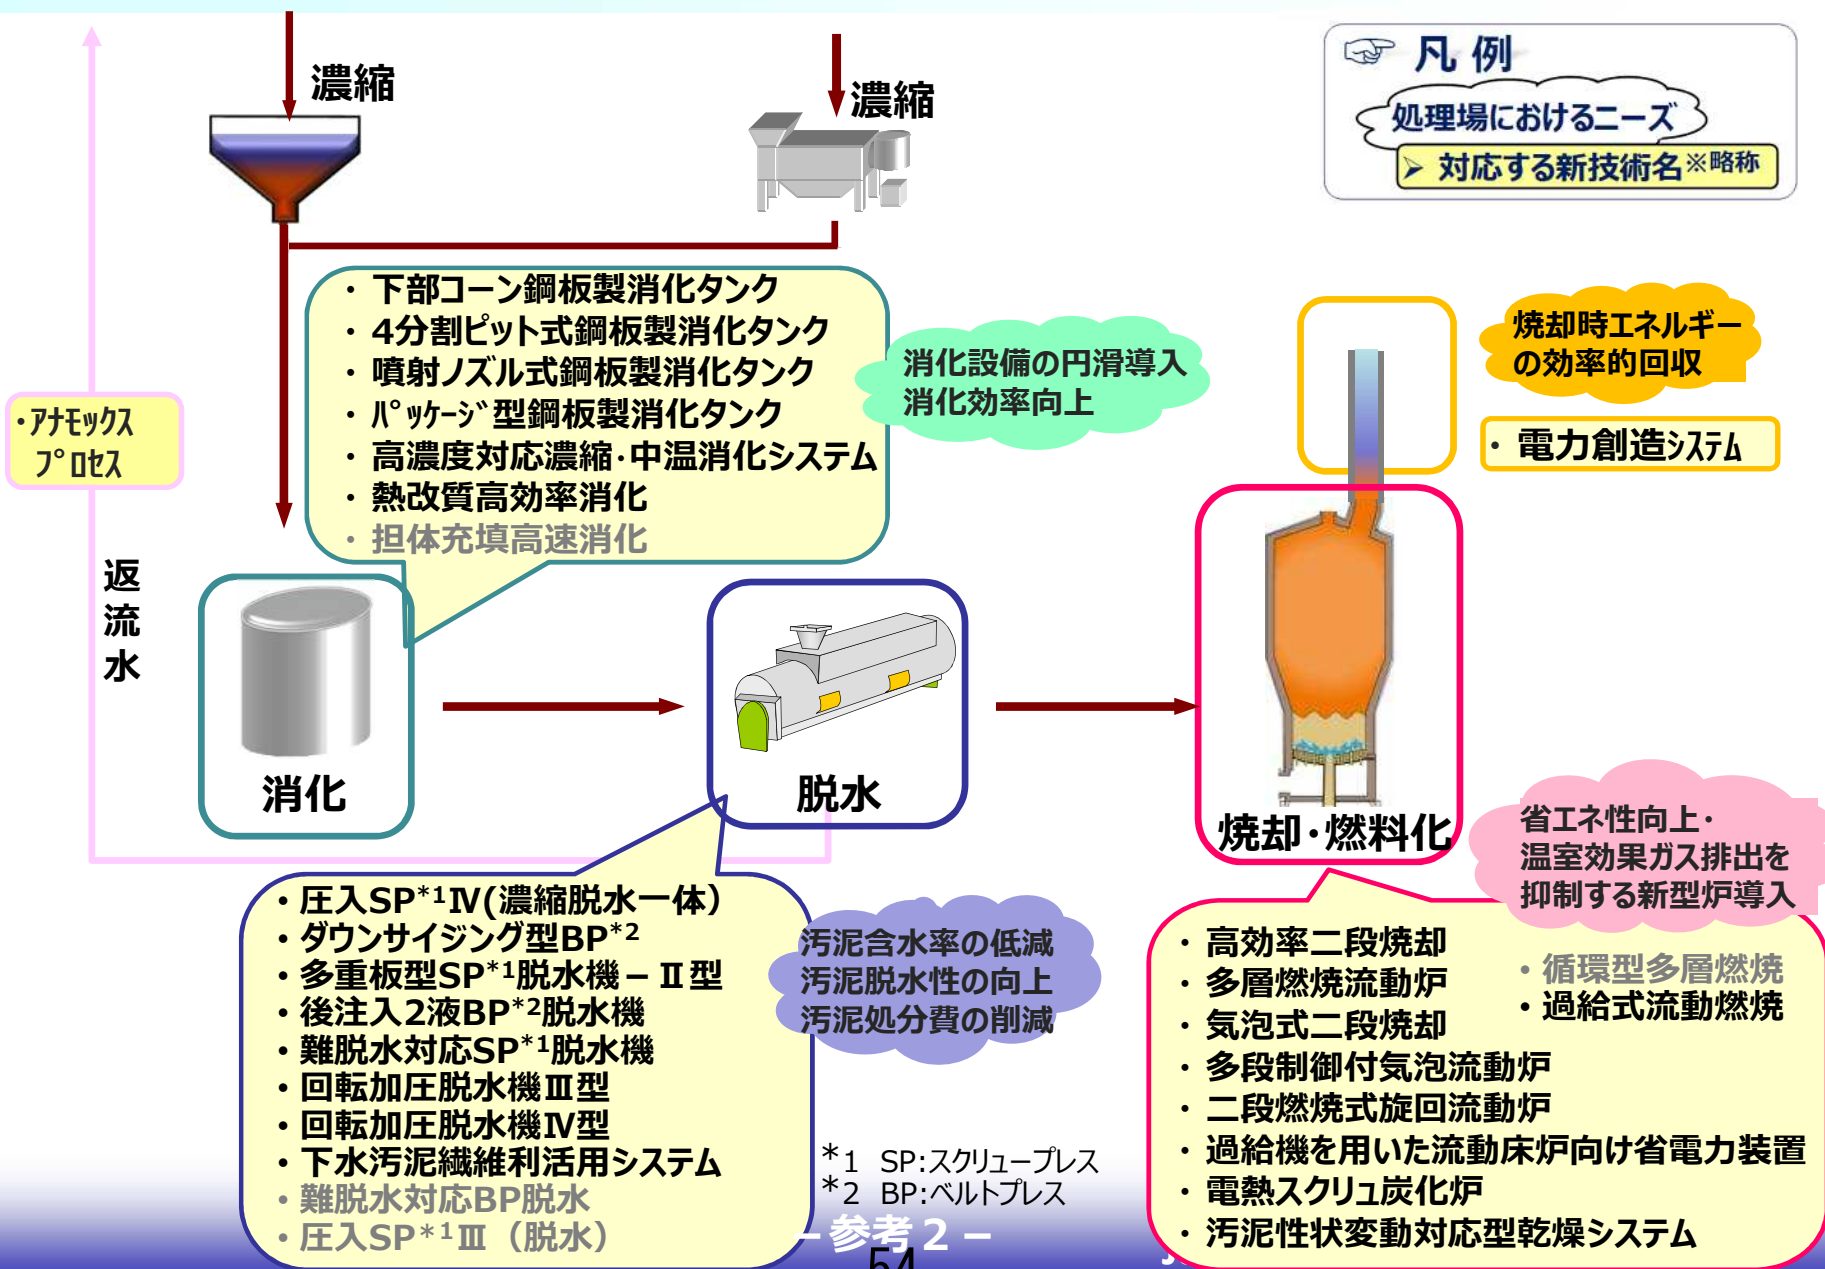 濃縮
濃縮
☞ 凡 例
処理場におけるニーズ
➢ 対応する新技術名※略称
・下部コーン鋼板製消化タンク
・4分割ピット式鋼板製消化タンク
・噴射ノズル式鋼板製消化タンク
・ﾊﾟｯｹｰｼﾞ型鋼板製消化タンク
・高濃度対応濃縮･中温消化システム
・熱改質高効率消化
・担体充填高速消化
消化設備の円滑導入
消化効率向上
焼却時エネルギー
の効率的回収
・電力創造ｼｽﾃﾑ
・ｱﾅﾓｯｸｽ
ﾌﾟﾛｾｽ
返流水
消化
脱水
焼却･燃料化
省エネ性向上・
温室効果ガス排出を
抑制する新型炉導入
・圧入SP*1Ⅳ(濃縮脱水一体）
・ダウンサイジング型BP*2
・多重板型SP*1脱水機－Ⅱ型
・後注入2液BP*2脱水機
・難脱水対応SP*1脱水機
・回転加圧脱水機Ⅲ型
・回転加圧脱水機Ⅳ型
・下水汚泥繊維利活用システム
・難脱水対応BP脱水
・圧入SP*1Ⅲ（脱水）
汚泥含水率の低減
汚泥脱水性の向上
汚泥処分費の削減
*1 SP:スクリュープレス
*2 BP:ベルトプレス
・高効率二段焼却
・多層燃焼流動炉
・気泡式二段焼却
・多段制御付気泡流動炉
・二段燃焼式旋回流動炉
・過給機を用いた流動床炉向け省電力装置
・電熱スクリュ炭化炉
・汚泥性状変動対応型乾燥システム
・循環型多層燃焼
・過給式流動燃焼
－参考２－
54